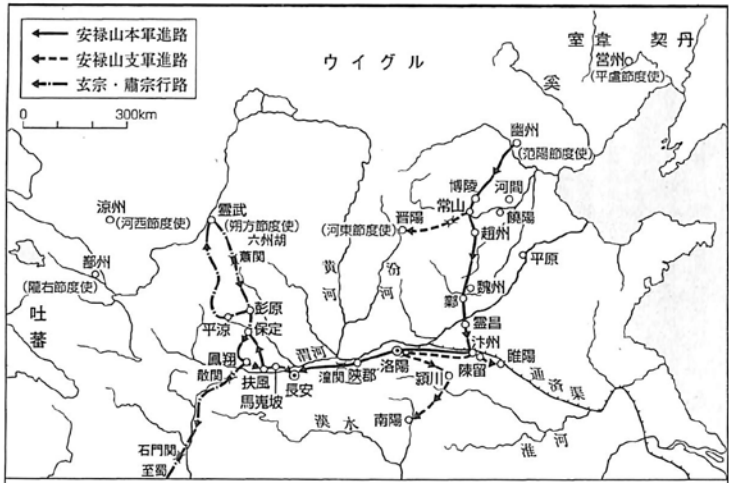 安禄山本軍進路
安禄山支軍進路
玄宗・粛宗行路
0 300km
ウイグル
室韋
契丹
営州
(平盧節度使)
奚
幽州
(范陽節度使)
博陵
河間
常山
饒陽
晋陽
(河東節度使)
趙州
平原
魏州
鄴
霊昌
汴州
陳留
睢陽
通済渠
涼州
(河西節度使)
霊武
(朔方節度使)
六州胡
蕭関
鄯州
(隴右節度使)
吐蕃
黄河
汾河
彭原
平涼
保定
鳳翔
散関
扶風
馬嵬坡
渭河
長安
潼関
陝郡
洛陽
潁川
南陽
漢水
淮河
石門関
至蜀